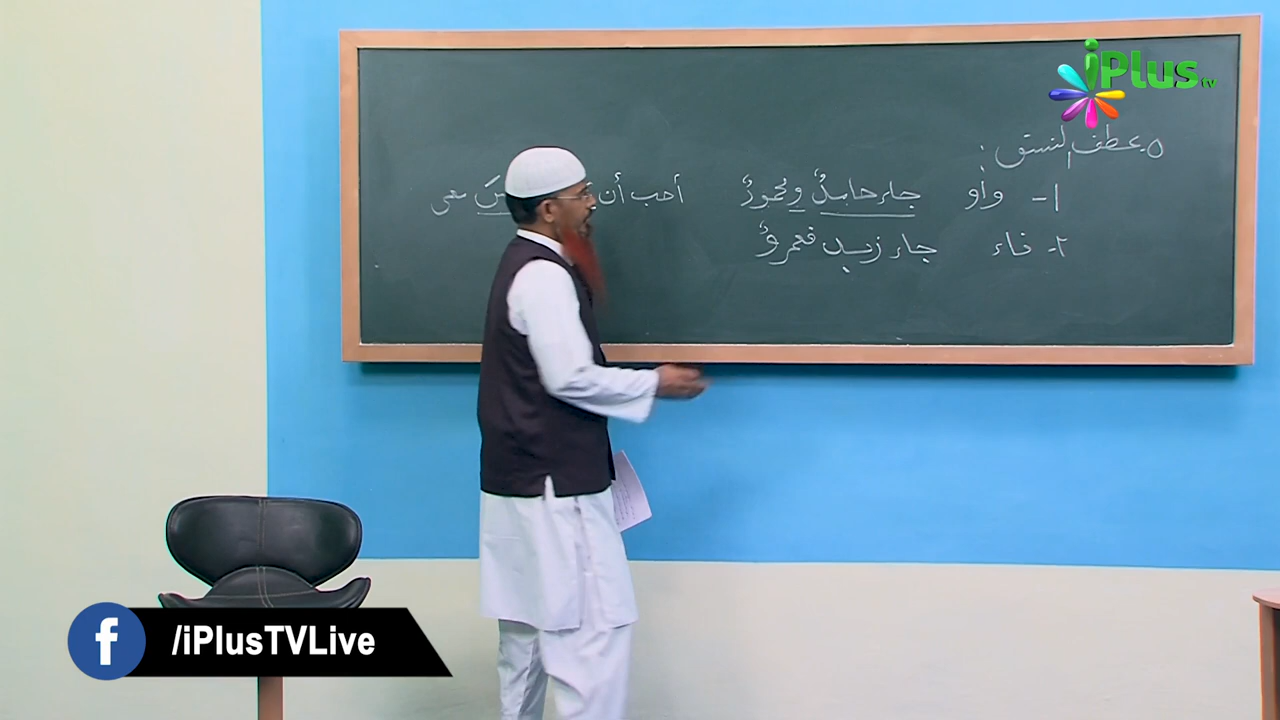 iPlus TV
٥۔ عطف النسق :
١- واو جاء حامدٌ ومحمودٌ أحب أن
٢- فاء جاء زيد فعمروٌ
/iPlusTVLive